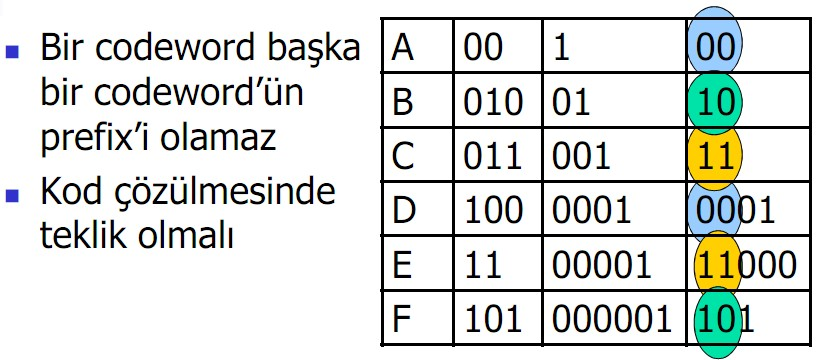 Bir codeword başka
bir codeword’ün
prefix’i olamaz
Kod çözülmesinde
teklik olmalı
A 00 1 00
B 010 01 10
C 011 001 11
D 100 0001 0001
E 11 00001 11000
F 101 000001 101